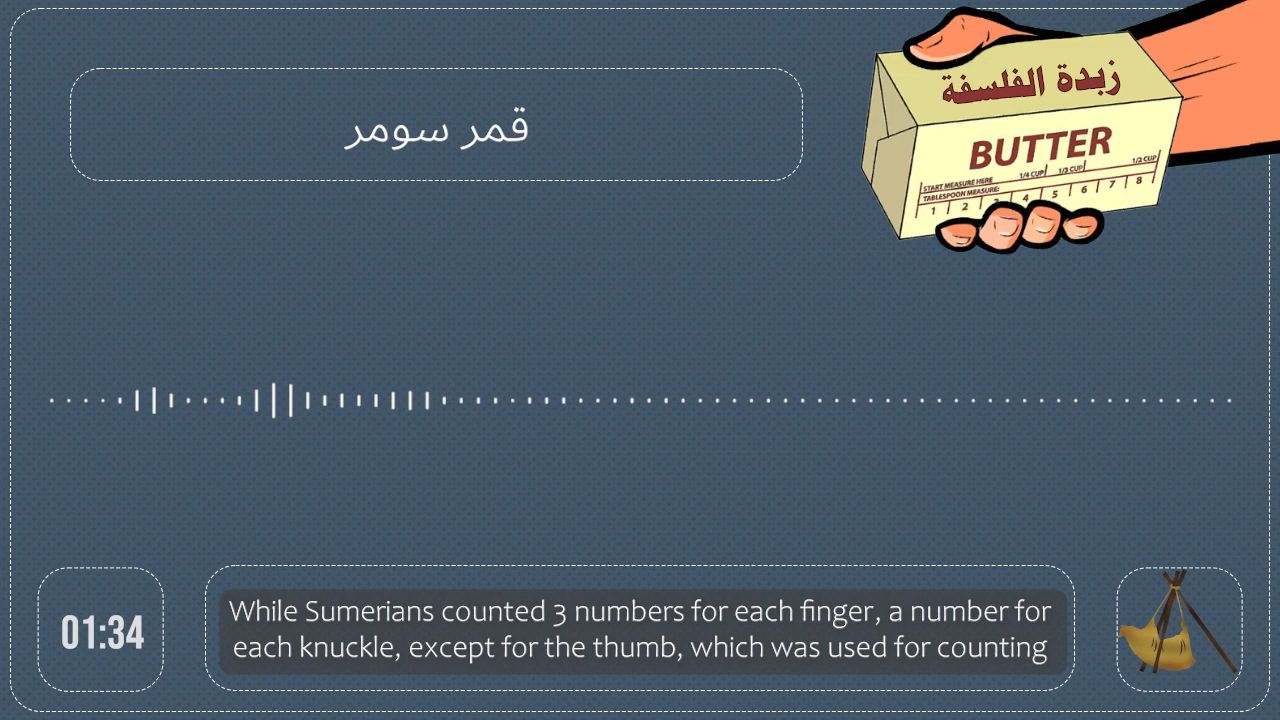 زبدة الفلسفة
BUTTER
START MEASURE HERE 1/4 CUP 1/3 CUP 1/2 CUP
TABLESPOON MEASURE:
1 2 3 4 5 6 7 8
قمر سومر
01:34
While Sumerians counted 3 numbers for each finger, a number for
each knuckle, except for the thumb, which was used for counting